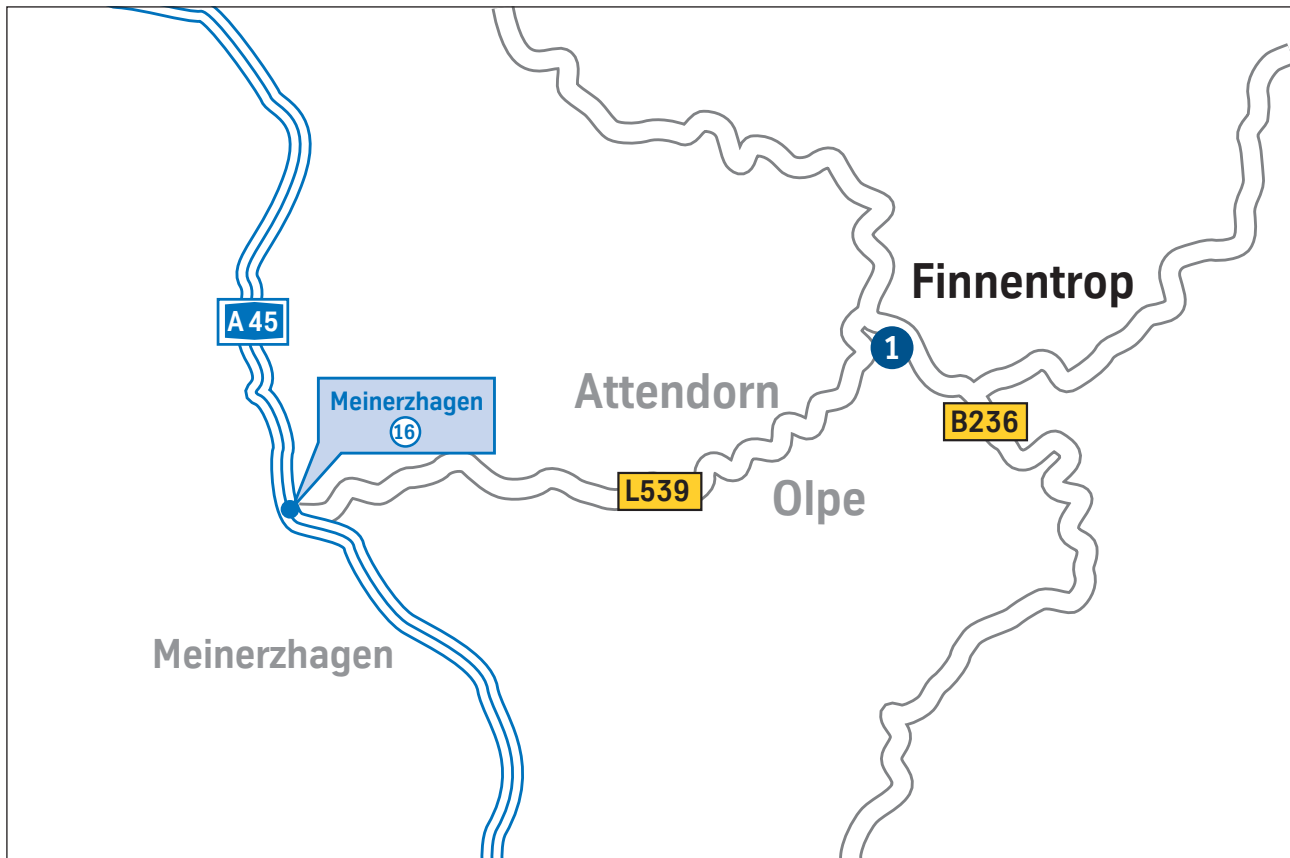 Finnentrop
A 45
1
Attendorn
Meinerzhagen
16
B236
L539
Olpe
Meinerzhagen